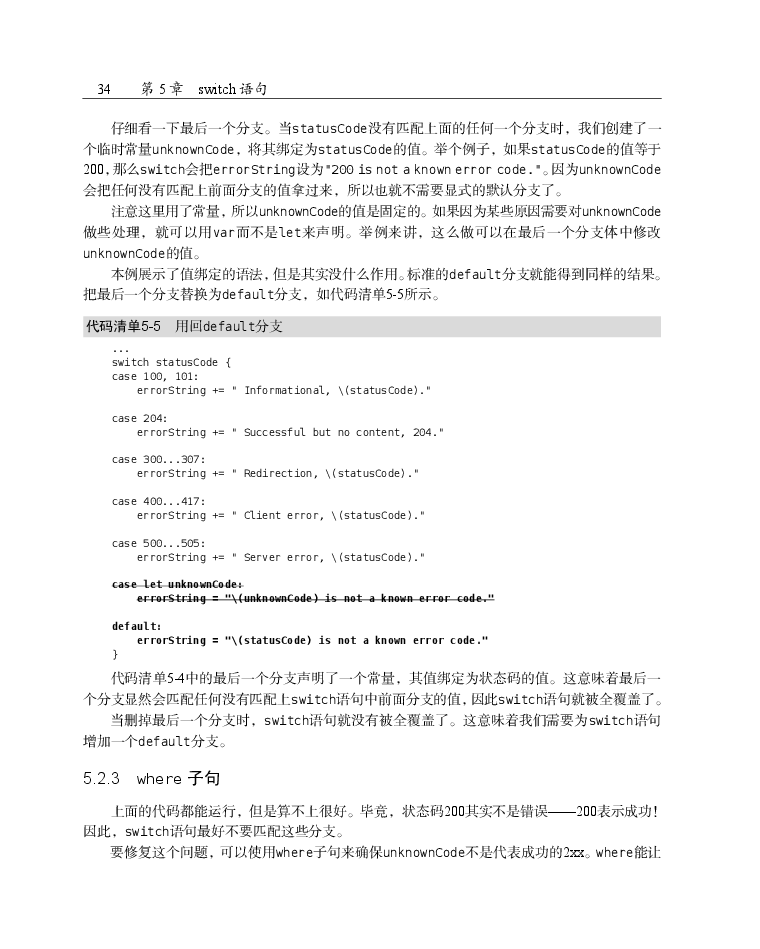 34 第 5 章 switch 语句
仔细看一下最后一个分支。当statusCode没有匹配上面的任何一个分支时，我们创建了一
个临时常量unknownCode，将其绑定为statusCode的值。举个例子，如果statusCode的值等于
200，那么switch会把errorString设为"200 is not a known error code."。因为unknownCode
会把任何没有匹配上前面分支的值拿过来，所以也就不需要显式的默认分支了。
注意这里用了常量，所以unknownCode的值是固定的。如果因为某些原因需要对unknownCode
做些处理，就可以用var而不是let来声明。举例来讲，这么做可以在最后一个分支体中修改
unknownCode的值。
本例展示了值绑定的语法，但是其实没什么作用。标准的default分支就能得到同样的结果。
把最后一个分支替换为default分支，如代码清单5-5所示。
代码清单5-5 用回default分支
...
switch statusCode {
case 100, 101:
errorString += " Informational, \(statusCode)."
case 204:
errorString += " Successful but no content, 204."
case 300...307:
errorString += " Redirection, \(statusCode)."
case 400...417:
errorString += " Client error, \(statusCode)."
case 500...505:
errorString += " Server error, \(statusCode)."
case let unknownCode:
errorString = "\(unknownCode) is not a known error code."
default:
errorString = "\(statusCode) is not a known error code."
}
代码清单5-4中的最后一个分支声明了一个常量，其值绑定为状态码的值。这意味着最后一
个分支显然会匹配任何没有匹配上switch语句中前面分支的值，因此switch语句就被全覆盖了。
当删掉最后一个分支时，switch语句就没有被全覆盖了。这意味着我们需要为switch语句
增加一个default分支。
5.2.3 where 子句
上面的代码都能运行，但是算不上很好。毕竟，状态码200其实不是错误——200表示成功！
因此，switch语句最好不要匹配这些分支。
要修复这个问题，可以使用where子句来确保unknownCode不是代表成功的2xx。where能让